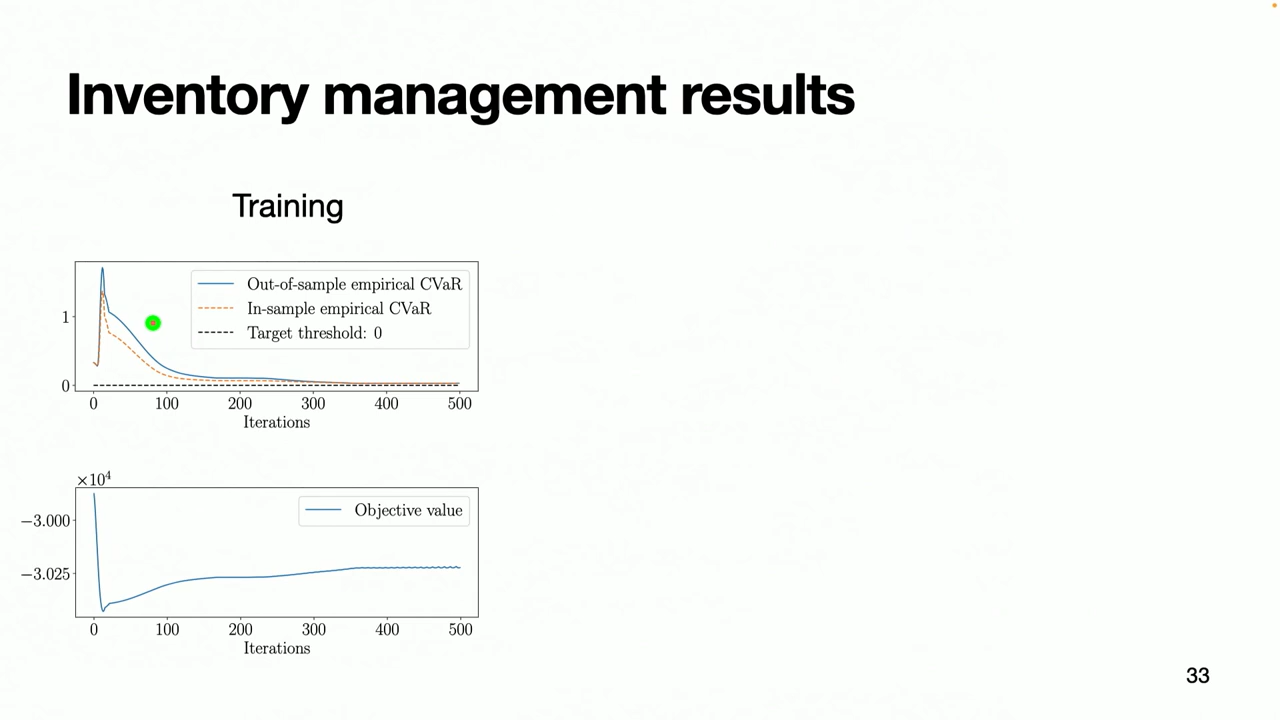 Inventory management results
Training
Out-of-sample empirical CVaR
In-sample empirical CVaR
Target threshold: 0
1
0
0 100 200 300 400 500
Iterations
×10⁴
Objective value
−3.000
−3.025
0 100 200 300 400 500
Iterations
33